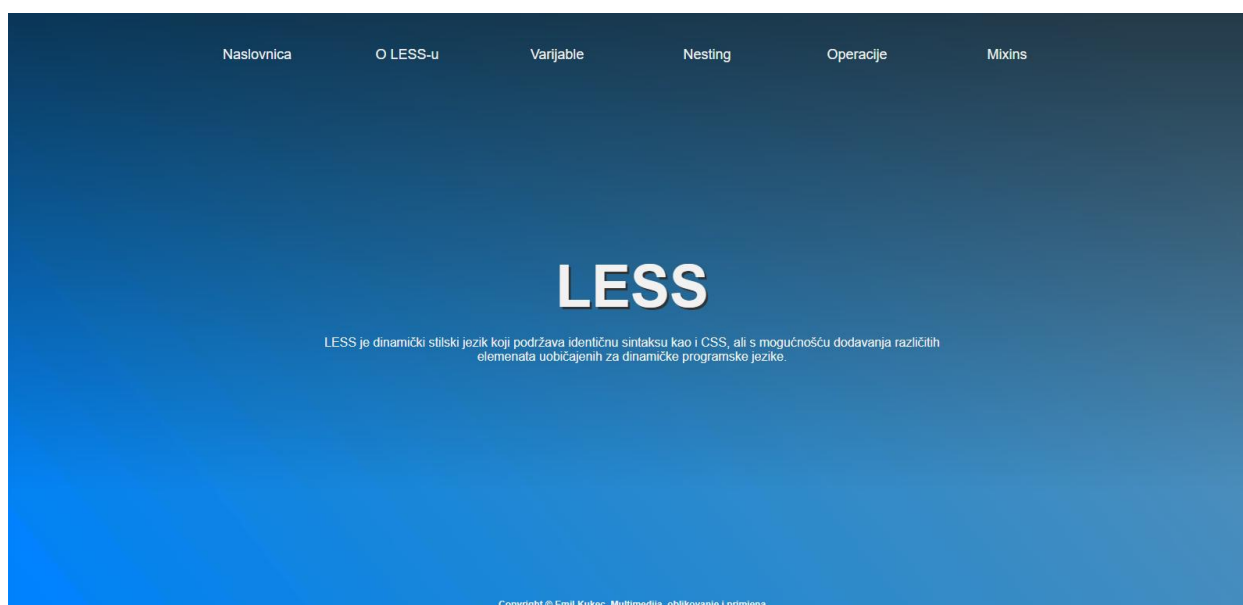 Naslovnica O LESS-u Varijable Nesting Operacije Mixins
LESS
LESS je dinamički stilski jezik koji podržava identičnu sintaksu kao i CSS, ali s mogućnošću dodavanja različitih
elemenata uobičajenih za dinamičke programske jezike.
Copyright © Emil Kukec, Multimedija, oblikovanje i primjena